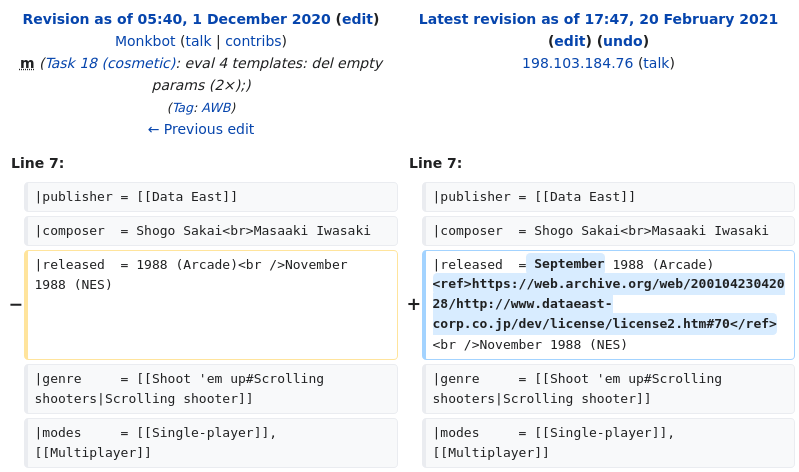 Revision as of 05:40, 1 December 2020 (edit)
Monkbot (talk | contribs)
m (Task 18 (cosmetic): eval 4 templates: del empty
params (2×);)
(Tag: AWB)
← Previous edit
Latest revision as of 17:47, 20 February 2021
(edit) (undo)
198.103.184.76 (talk)
Line 7:
|publisher = [[Data East]]
|composer  = Shogo Sakai<br>Masaaki Iwasaki
− |released  = 1988 (Arcade)<br />November
1988 (NES)
|genre     = [[Shoot 'em up#Scrolling
shooters|Scrolling shooter]]
|modes     = [[Single-player]],
[[Multiplayer]]
Line 7:
|publisher = [[Data East]]
|composer  = Shogo Sakai<br>Masaaki Iwasaki
+ |released  = September 1988 (Arcade)
<ref>https://web.archive.org/web/200104230420
28/http://www.dataeast-
corp.co.jp/dev/license/license2.htm#70</ref>
<br />November 1988 (NES)
|genre     = [[Shoot 'em up#Scrolling
shooters|Scrolling shooter]]
|modes     = [[Single-player]],
[[Multiplayer]]